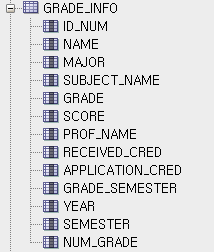 GRADE_INFO
ID_NUM
NAME
MAJOR
SUBJECT_NAME
GRADE
SCORE
PROF_NAME
RECEIVED_CRED
APPLICATION_CRED
GRADE_SEMESTER
YEAR
SEMESTER
NUM_GRADE